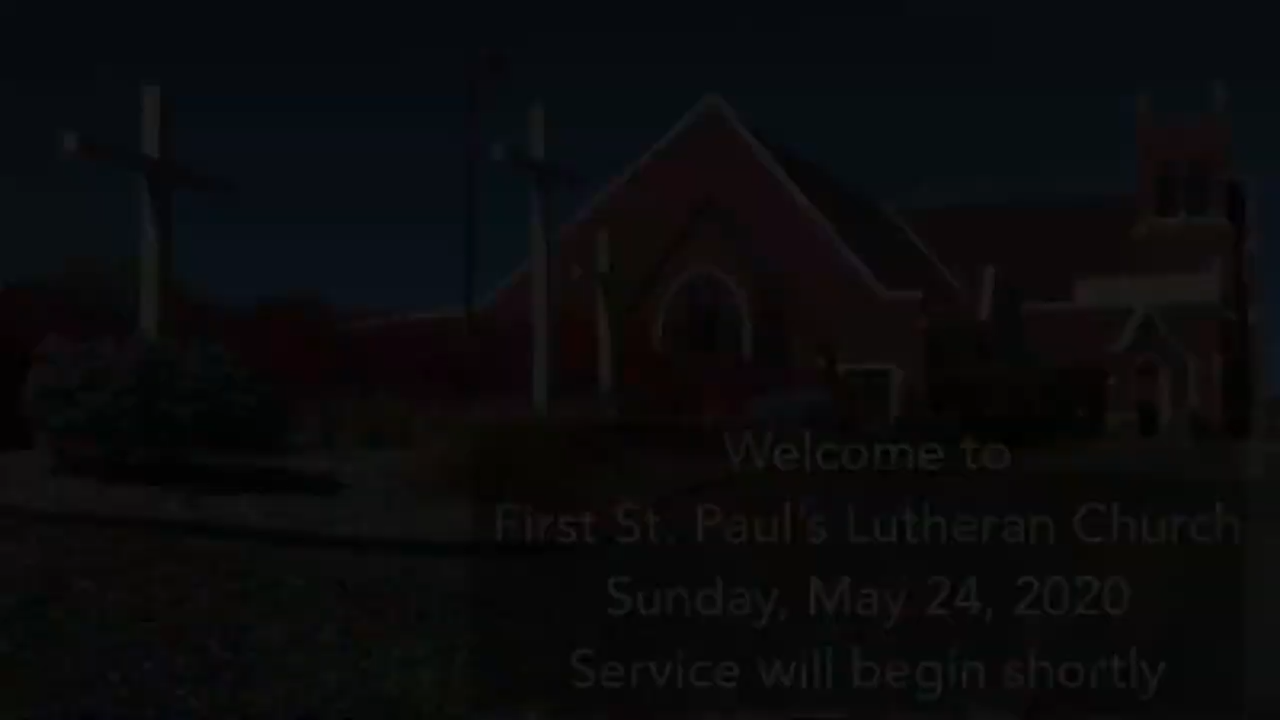 Welcome to
First St. Paul's Lutheran Church
Sunday, May 24, 2020
Service will begin shortly